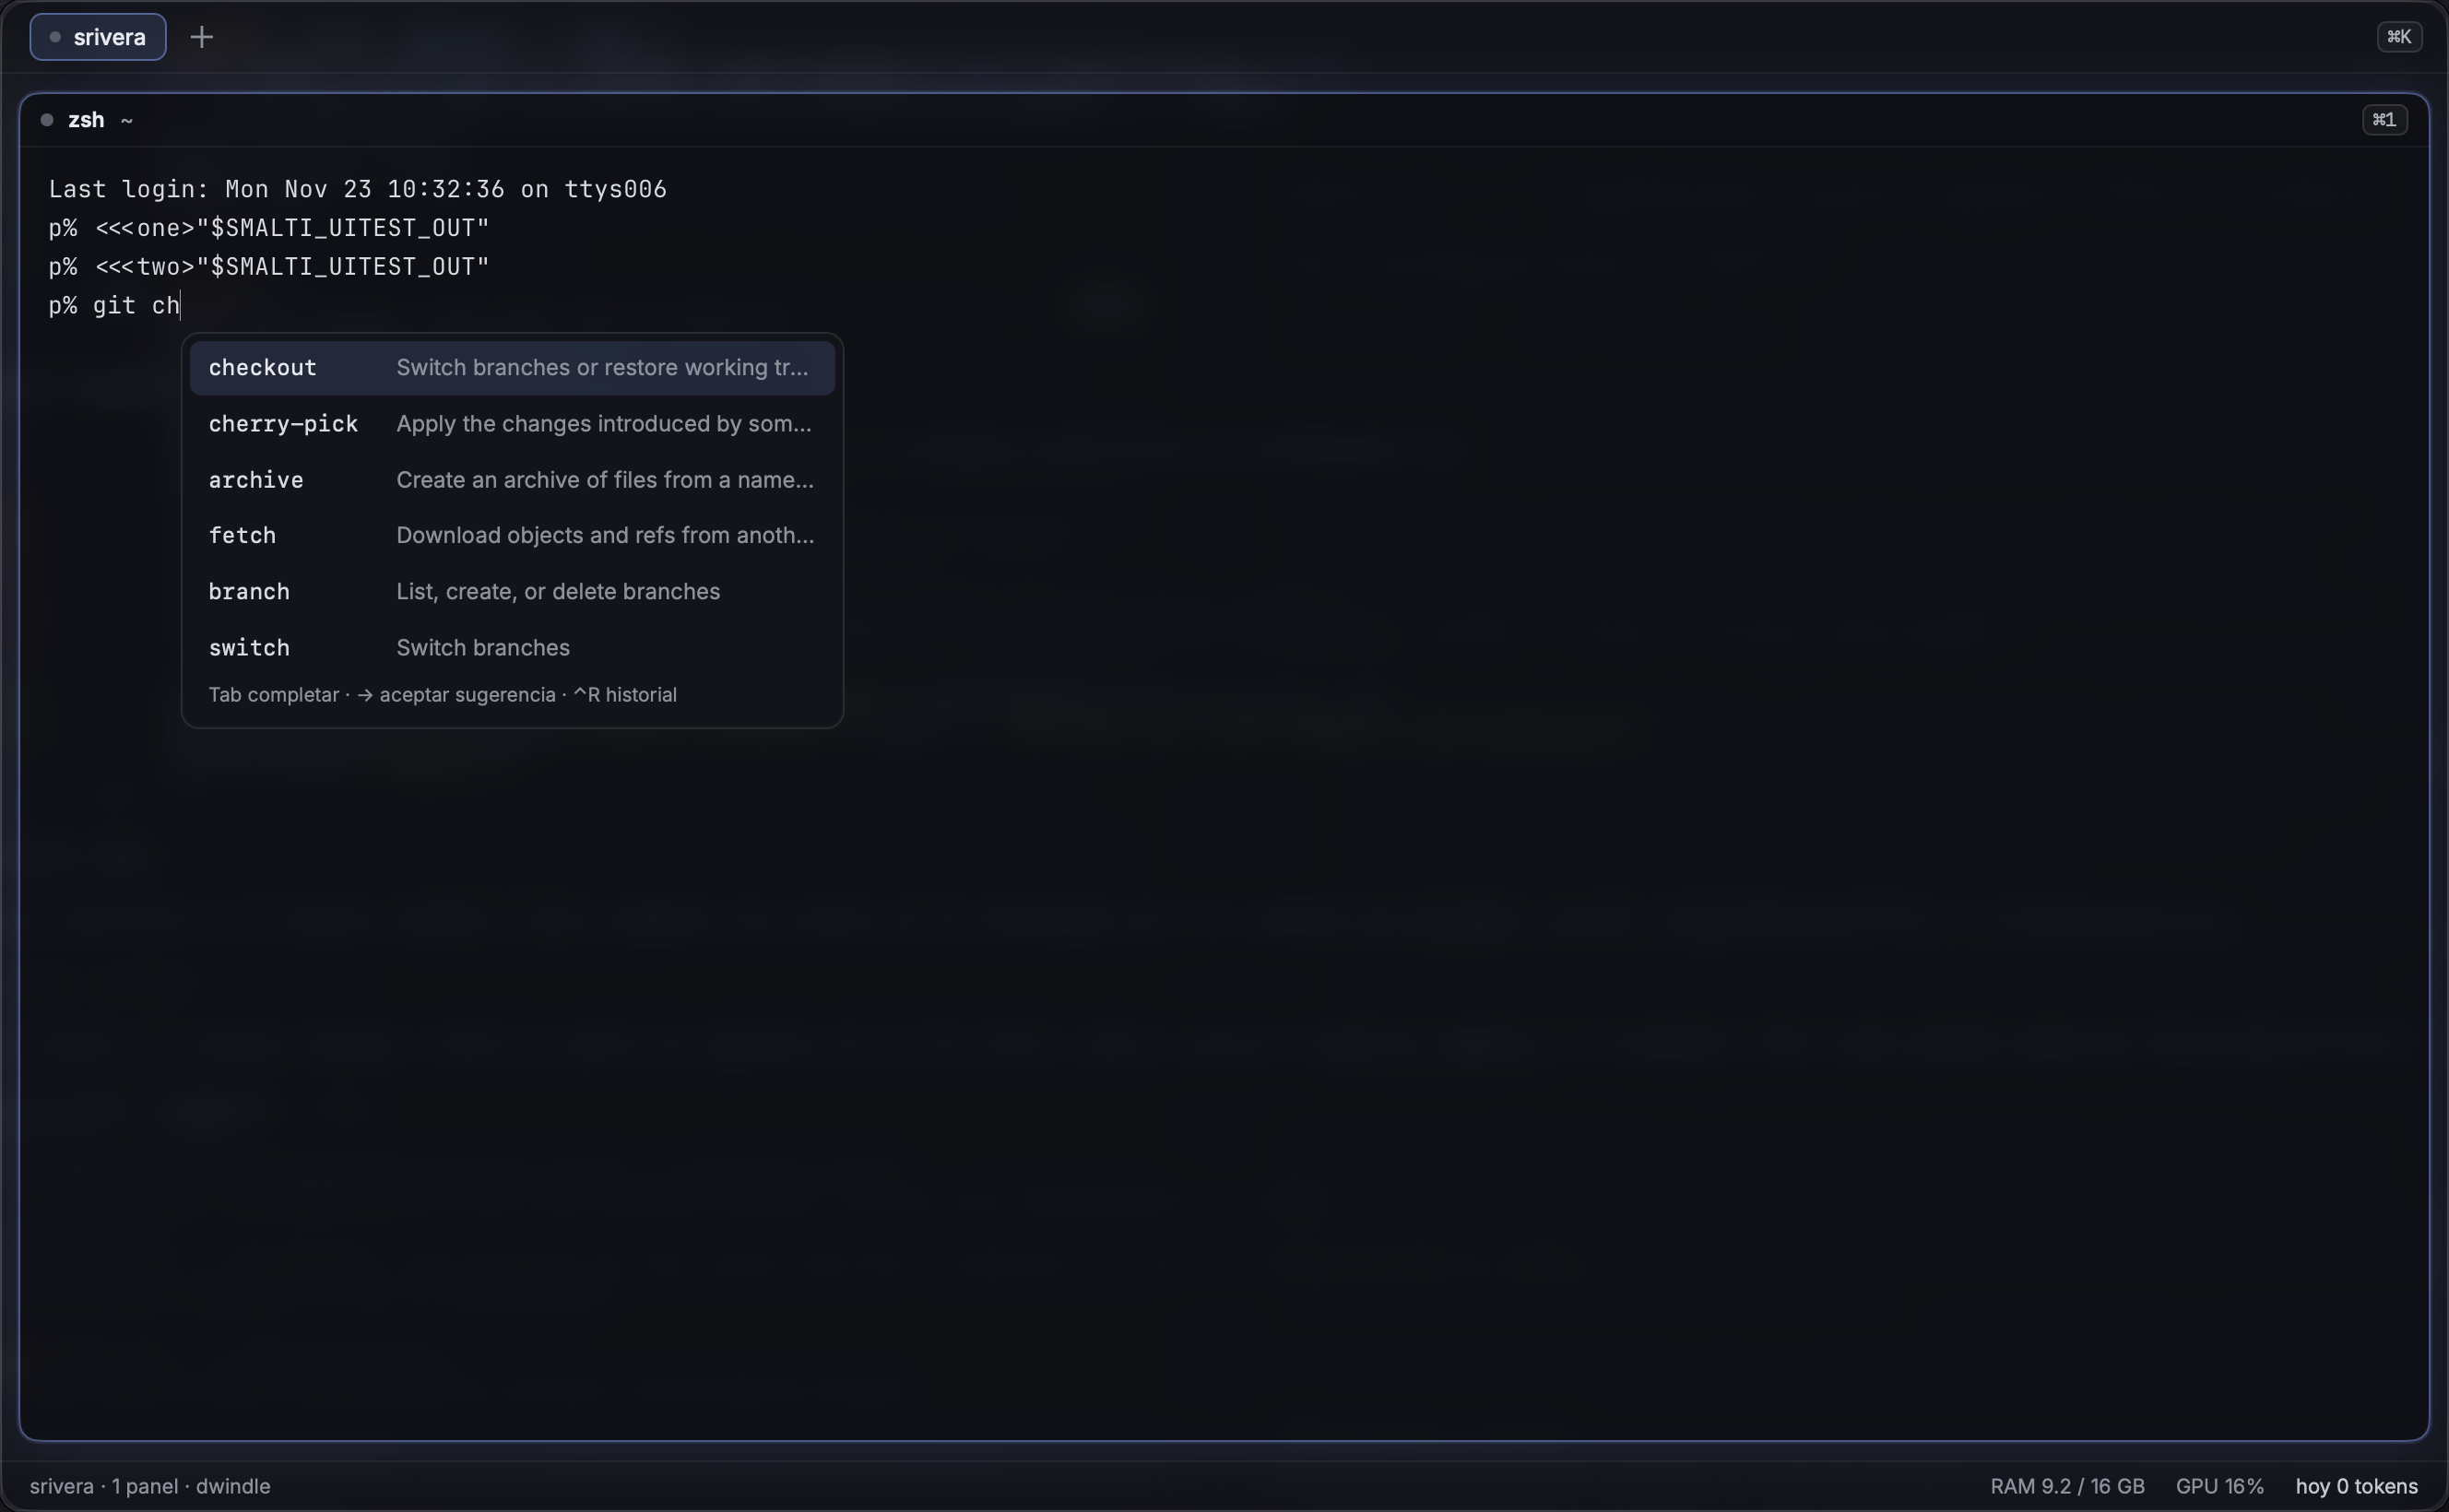 srivera
⌘K
zsh ~
⌘1
Last login: Mon Nov 23 10:32:36 on ttys006
p% <<<one>"$SMALTI_UITEST_OUT"
p% <<<two>"$SMALTI_UITEST_OUT"
p% git ch
checkout Switch branches or restore working tr...
cherry-pick Apply the changes introduced by som...
archive Create an archive of files from a name...
fetch Download objects and refs from anoth...
branch List, create, or delete branches
switch Switch branches
Tab completar · → aceptar sugerencia · ^R historial
srivera · 1 panel · dwindle
RAM 9.2 / 16 GB GPU 16% hoy 0 tokens